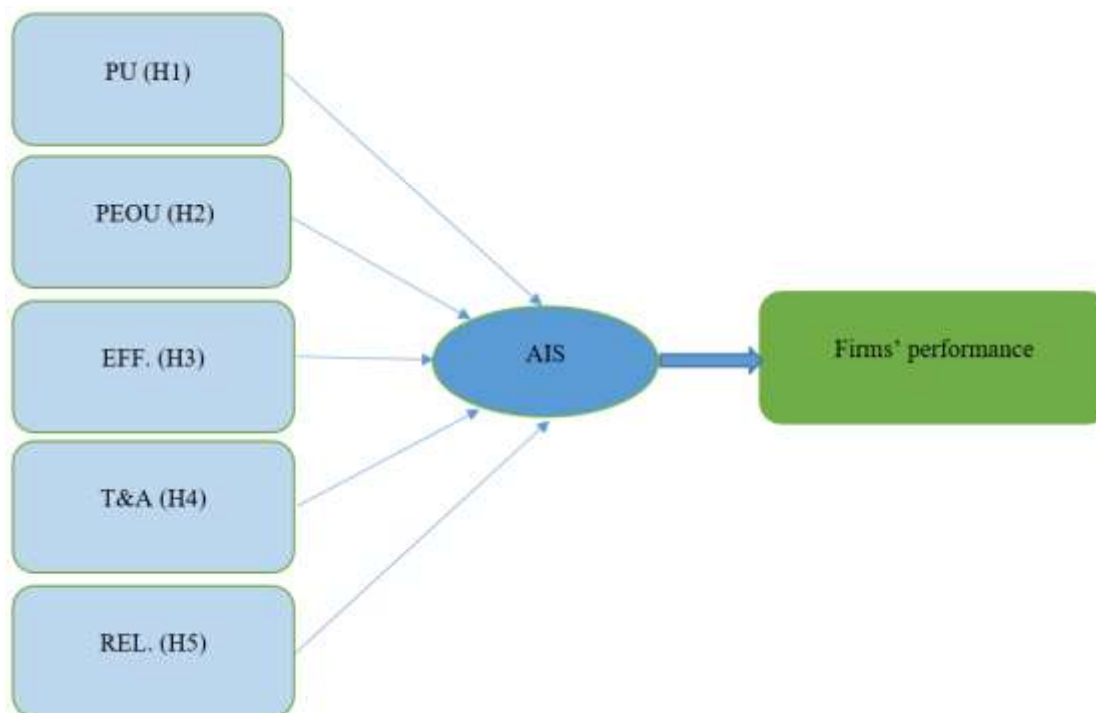 PU (H1)
PEOU (H2)
EFF. (H3)
T&A (H4)
REL. (H5)
AIS
Firms’ performance